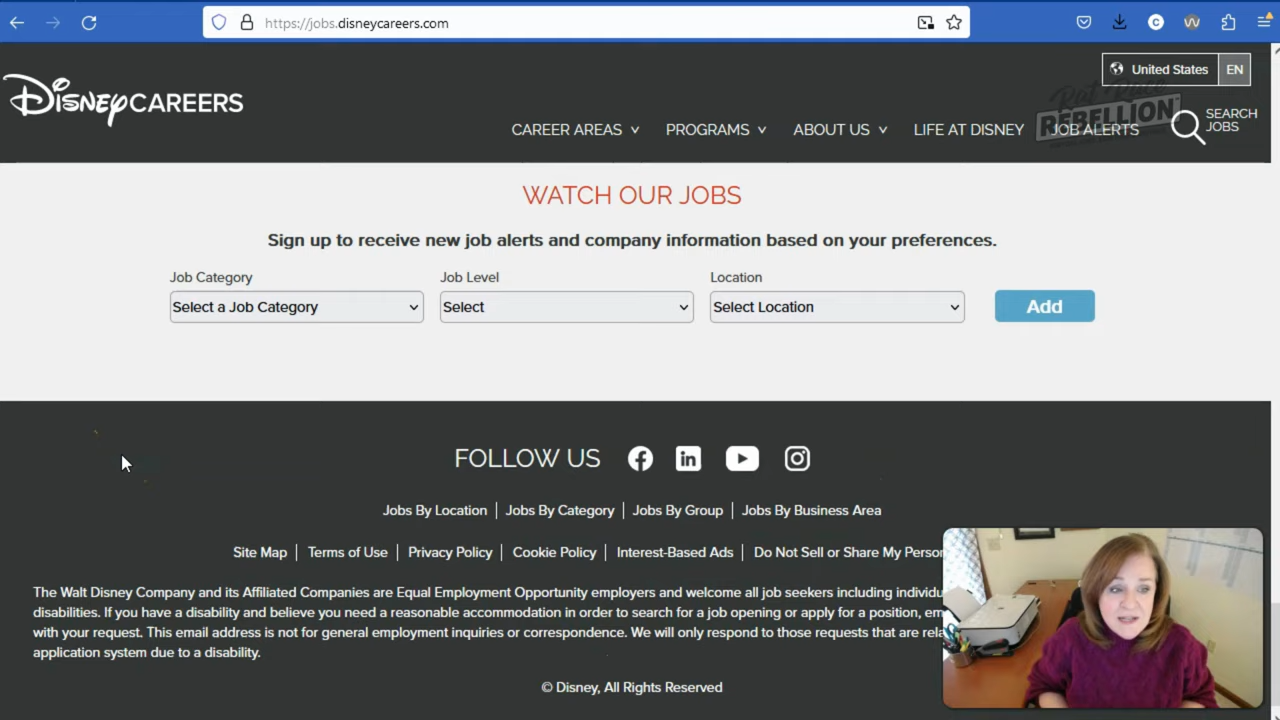 https://jobs.disneycareers.com
United States EN
Disney CAREERS
Rat Race
REBELLION
CAREER AREAS PROGRAMS ABOUT US LIFE AT DISNEY JOB ALERTS SEARCH JOBS
WATCH OUR JOBS
Sign up to receive new job alerts and company information based on your preferences.
Job Category Job Level Location
Select a Job Category Select Select Location Add
FOLLOW US
Jobs By Location | Jobs By Category | Jobs By Group | Jobs By Business Area
Site Map | Terms of Use | Privacy Policy | Cookie Policy | Interest-Based Ads | Do Not Sell or Share My Person
The Walt Disney Company and its Affiliated Companies are Equal Employment Opportunity employers and welcome all job seekers including individu
disabilities. If you have a disability and believe you need a reasonable accommodation in order to search for a job opening or apply for a position, em
with your request. This email address is not for general employment inquiries or correspondence. We will only respond to those requests that are rela
application system due to a disability.
© Disney, All Rights Reserved